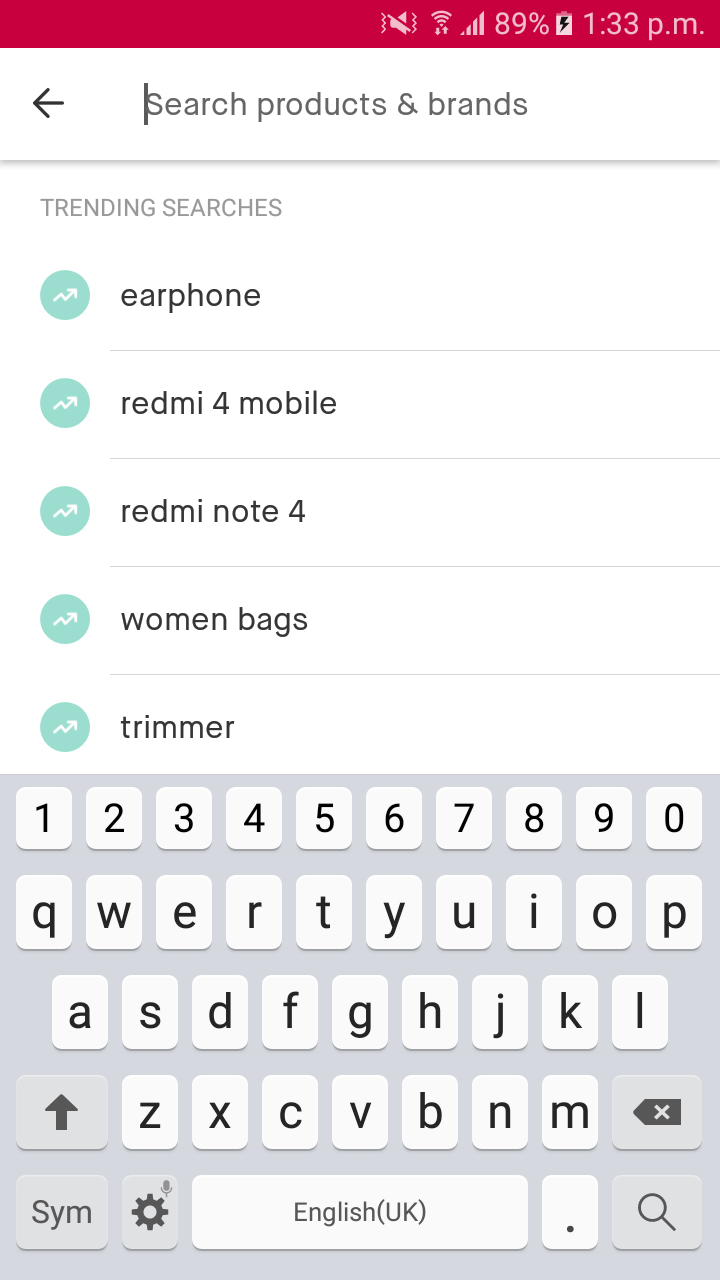 89% 1:33 p.m.
Search products & brands
TRENDING SEARCHES
earphone
redmi 4 mobile
redmi note 4
women bags
trimmer
1 2 3 4 5 6 7 8 9 0
q w e r t y u i o p
a s d f g h j k l
z x c v b n m
Sym English(UK) .